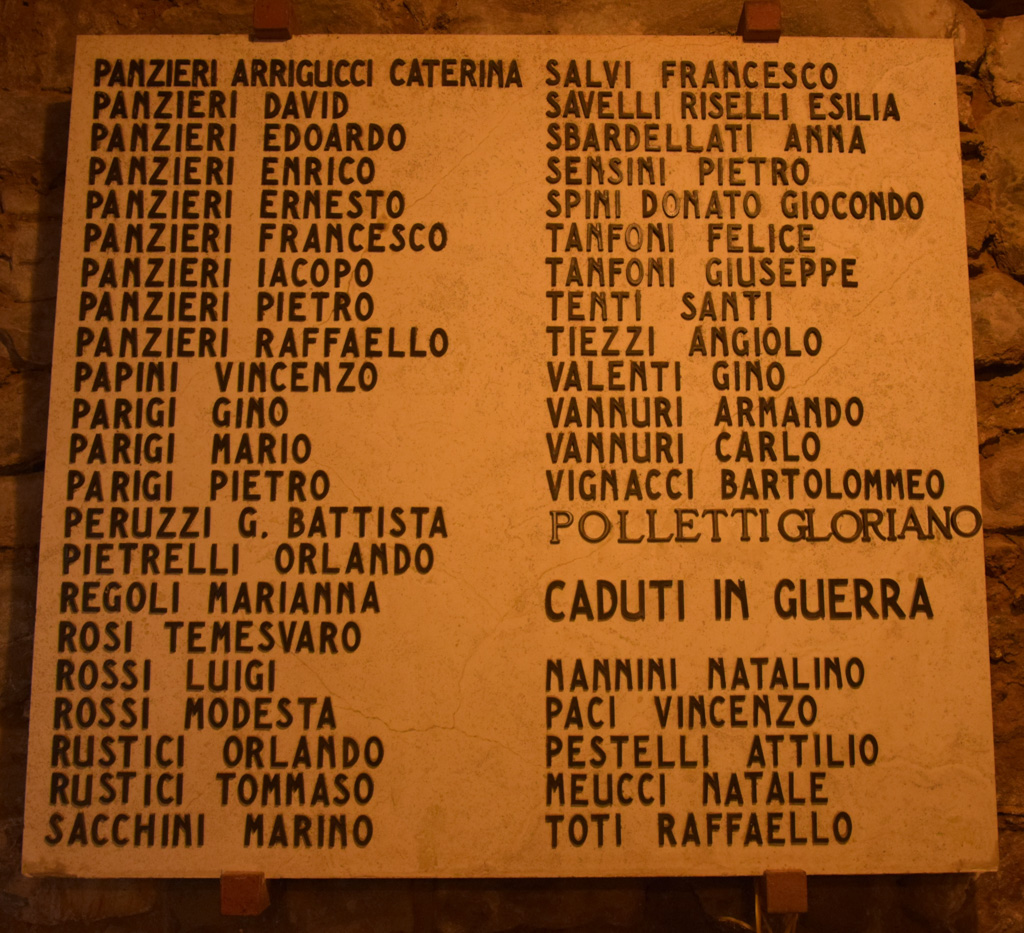 PANZIERI ARRIGUCCI CATERINA
PANZIERI DAVID
PANZIERI EDOARDO
PANZIERI ENRICO
PANZIERI ERNESTO
PANZIERI FRANCESCO
PANZIERI IACOPO
PANZIERI PIETRO
PANZIERI RAFFAELLO
PAPINI VINCENZO
PARIGI GINO
PARIGI MARIO
PARIGI PIETRO
PERUZZI G. BATTISTA
PIETRELLI ORLANDO
REGOLI MARIANNA
ROSI TEMESVARO
ROSSI LUIGI
ROSSI MODESTA
RUSTICI ORLANDO
RUSTICI TOMMASO
SACCHINI MARINO
SALVI FRANCESCO
SAVELLI RISELLI ESILIA
SBARDELLATI ANNA
SENSINI PIETRO
SPINI DONATO GIOCONDO
TANFONI FELICE
TANFONI GIUSEPPE
TENTI SANTI
TIEZZI ANGIOLO
VALENTI GINO
VANNURI ARMANDO
VANNURI CARLO
VIGNACCI BARTOLOMMEO
POLLETTI GLORIANO
CADUTI IN GUERRA
NANNINI NATALINO
PACI VINCENZO
PESTELLI ATTILIO
MEUCCI NATALE
TOTI RAFFAELLO